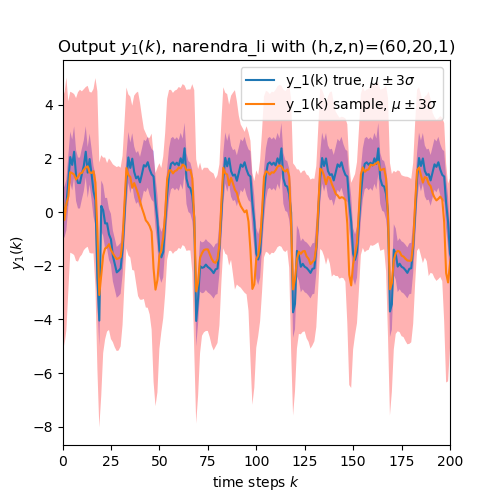 Output y₁(k), narendra_li with (h,z,n)=(60,20,1)
y_1(k) true, μ ± 3σ
y_1(k) sample, μ ± 3σ
y₁(k)
4
2
0
−2
−4
−6
−8
0 25 50 75 100 125 150 175 200
time steps k